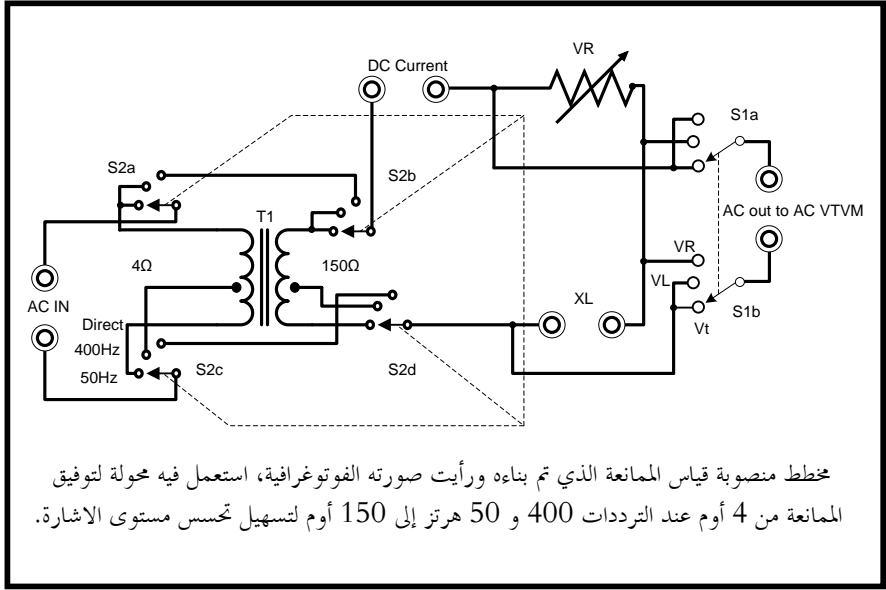 VR
DC Current
S1a
S2a
S2b
T1
AC out to AC VTVM
4Ω
150Ω
VR
AC IN
VL
XL
S1b
Direct
Vt
400Hz
50Hz
S2c
S2d
مخطط منصوبة قياس الممانعة الذي تم بناءه ورأيت صورته الفوتوغرافية، استعمل فيه محولة لتوفيق
الممانعة من 4 أوم عند الترددات 400 و 50 هرتز إلى 150 أوم لتسهيل تحسس مستوى الاشارة.